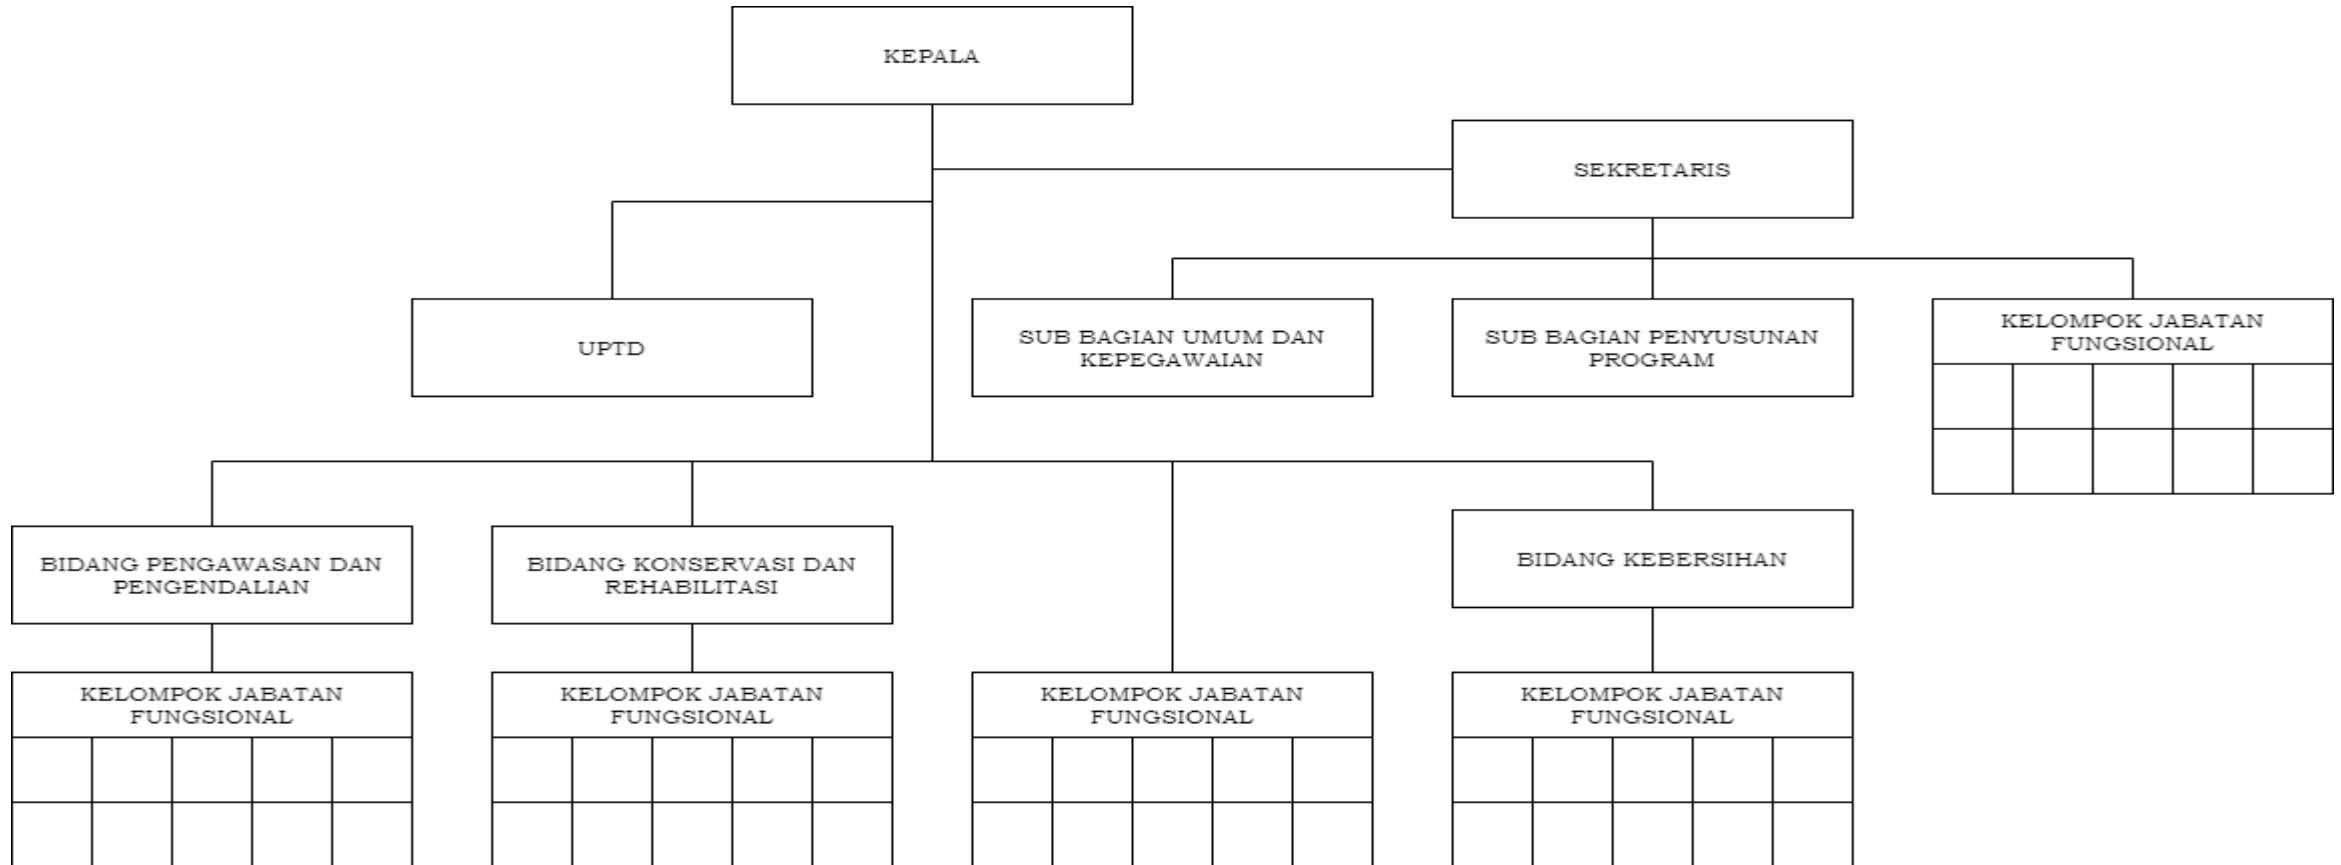 KEPALA
SEKRETARIS
UPTD
SUB BAGIAN UMUM DAN
KEPEGAWAIAN
SUB BAGIAN PENYUSUNAN
PROGRAM
KELOMPOK JABATAN
FUNGSIONAL
BIDANG PENGAWASAN DAN
PENGENDALIAN
BIDANG KONSERVASI DAN
REHABILITASI
BIDANG KEBERSIHAN
KELOMPOK JABATAN
FUNGSIONAL
KELOMPOK JABATAN
FUNGSIONAL
KELOMPOK JABATAN
FUNGSIONAL
KELOMPOK JABATAN
FUNGSIONAL